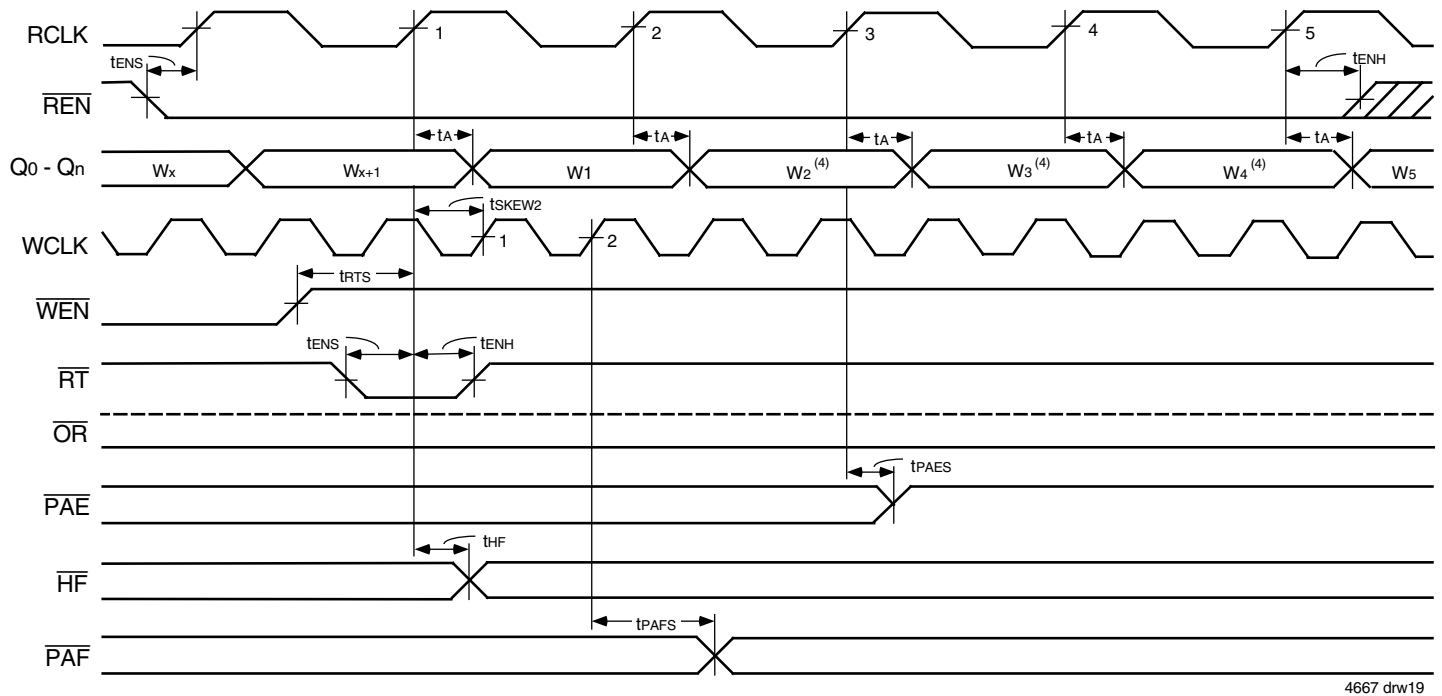 RCLK 1 2 3 4 5
tENS tENH
REN
tA tA tA tA tA
Q0 - Qn Wx Wx+1 W1 W2(4) W3(4) W4(4) W5
tSKEW2
WCLK 1 2
tRTS
WEN
tENS tENH
RT
OR
tPAES
PAE
tHF
HF
tPAFS
PAF
4667 drw19